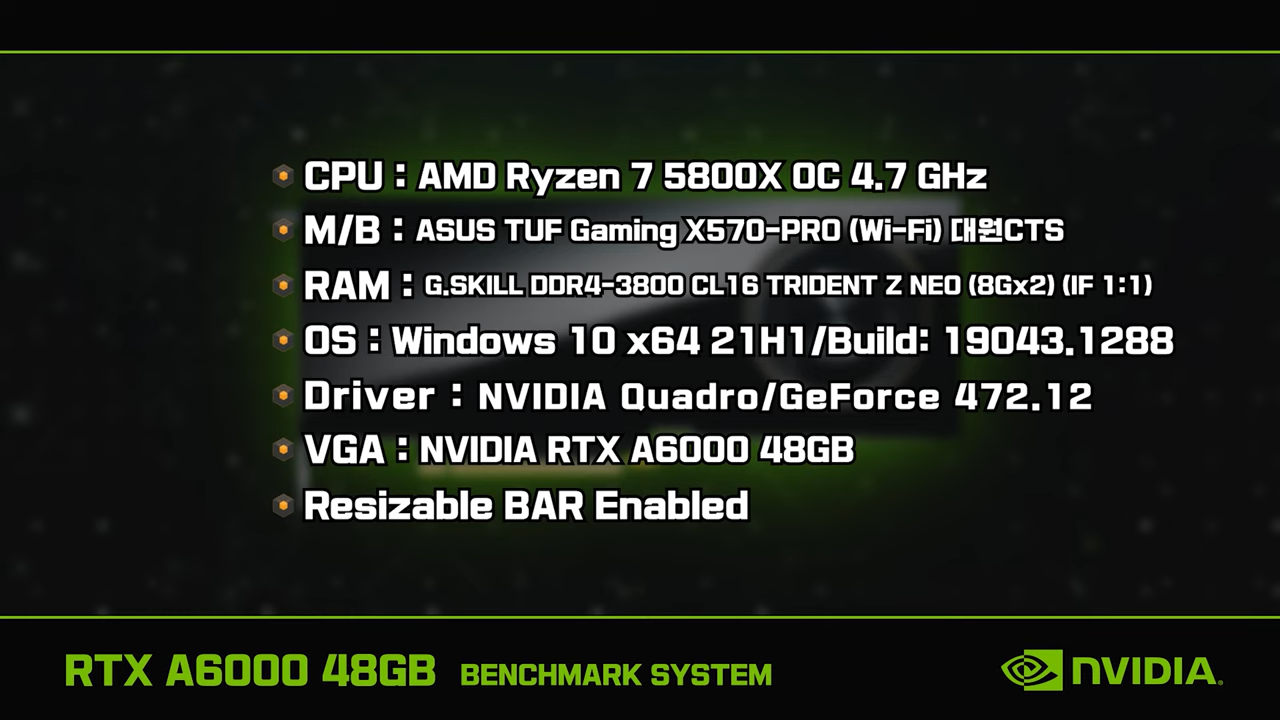 CPU : AMD Ryzen 7 5800X OC 4.7 GHz
M/B : ASUS TUF Gaming X570-PRO (Wi-Fi) 대원CTS
RAM : G.SKILL DDR4-3800 CL16 TRIDENT Z NEO (8Gx2) (IF 1:1)
OS : Windows 10 x64 21H1/Build: 19043.1288
Driver : NVIDIA Quadro/GeForce 472.12
VGA : NVIDIA RTX A6000 48GB
Resizable BAR Enabled
RTX A6000 48GB BENCHMARK SYSTEM
NVIDIA.